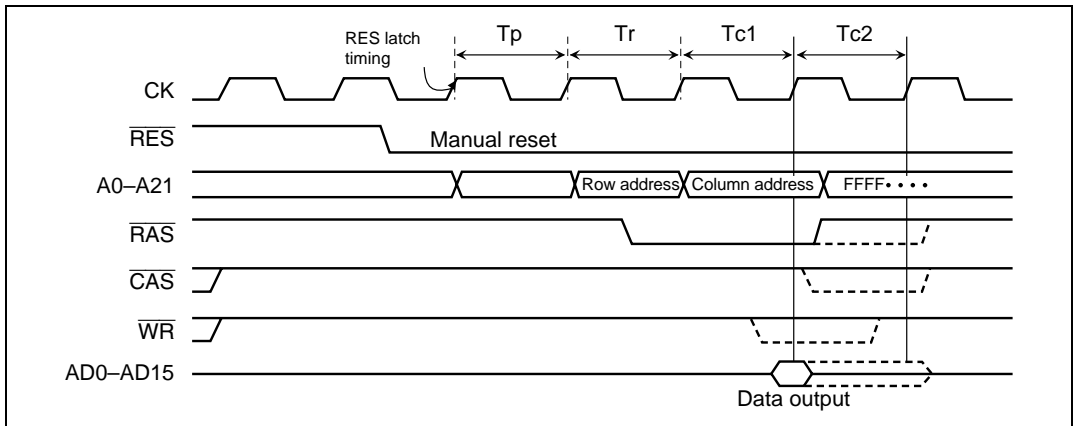 RES latch
timing
Tp
Tr
Tc1
Tc2
CK
RES
Manual reset
A0–A21
Row address
Column address
FFFF····
RAS
CAS
WR
AD0–AD15
Data output